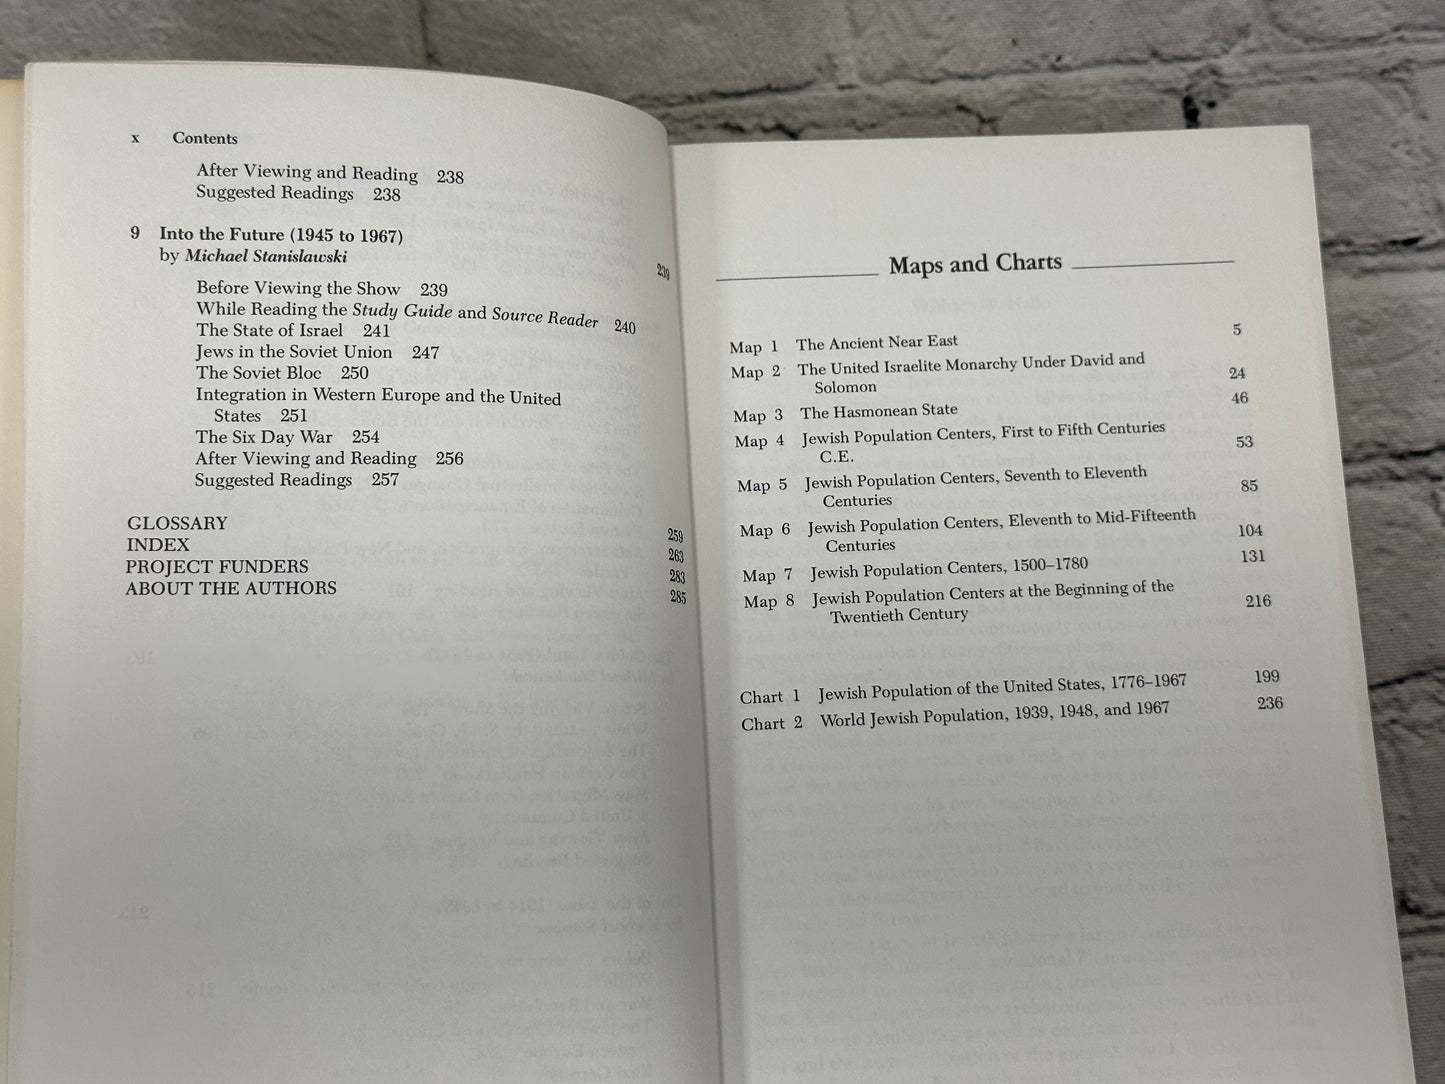 x Contents
After Viewing and Reading 238
Suggested Readings 238
9 Into the Future (1945 to 1967)
by Michael Stanislawski 239
Before Viewing the Show 239
While Reading the Study Guide and Source Reader 240
The State of Israel 241
Jews in the Soviet Union 247
The Soviet Bloc 250
Integration in Western Europe and the United
States 251
The Six Day War 254
After Viewing and Reading 256
Suggested Readings 257
GLOSSARY 259
INDEX 263
PROJECT FUNDERS 283
ABOUT THE AUTHORS 285
Maps and Charts
Map 1 The Ancient Near East 5
Map 2 The United Israelite Monarchy Under David and
Solomon 24
Map 3 The Hasmonean State 46
Map 4 Jewish Population Centers, First to Fifth Centuries
C.E. 53
Map 5 Jewish Population Centers, Seventh to Eleventh
Centuries 85
Map 6 Jewish Population Centers, Eleventh to Mid-Fifteenth
Centuries 104
Map 7 Jewish Population Centers, 1500–1780 131
Map 8 Jewish Population Centers at the Beginning of the
Twentieth Century 216
Chart 1 Jewish Population of the United States, 1776–1967 199
Chart 2 World Jewish Population, 1939, 1948, and 1967 236